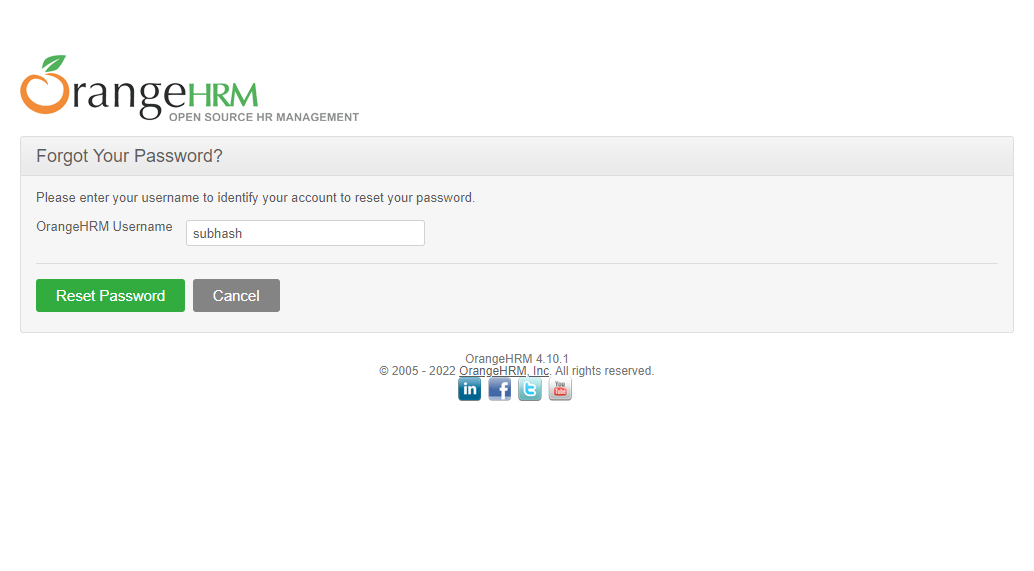 OrangeHRM
OPEN SOURCE HR MANAGEMENT
Forgot Your Password?
Please enter your username to identify your account to reset your password.
OrangeHRM Username subhash
Reset Password Cancel
OrangeHRM 4.10.1
© 2005 - 2022 OrangeHRM, Inc. All rights reserved.
in f t You Tube